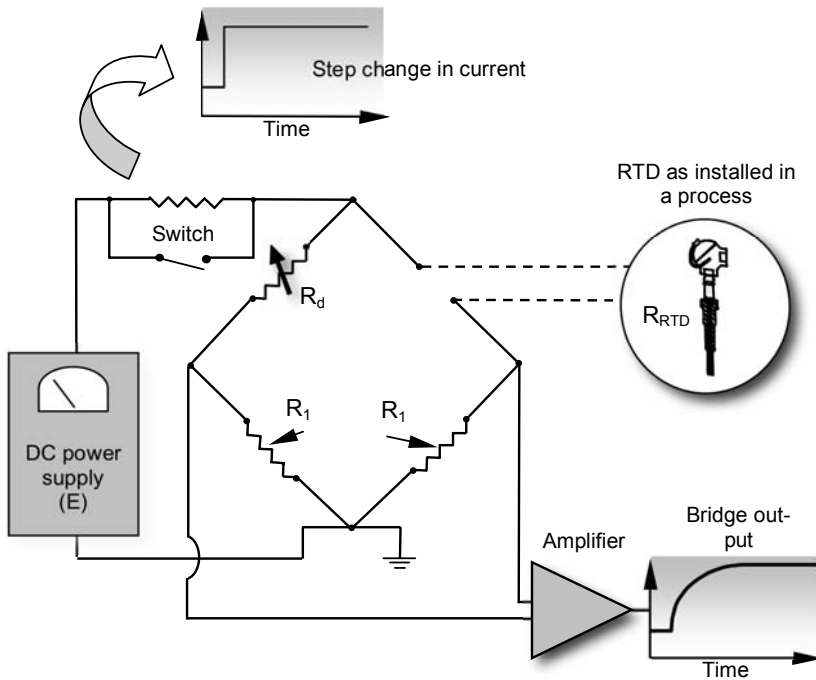 Step change in current
Time
RTD as installed in
a process
Switch
R_d
R_RTD
R_1
R_1
DC power
supply
(E)
Amplifier
Bridge out-
put
Time